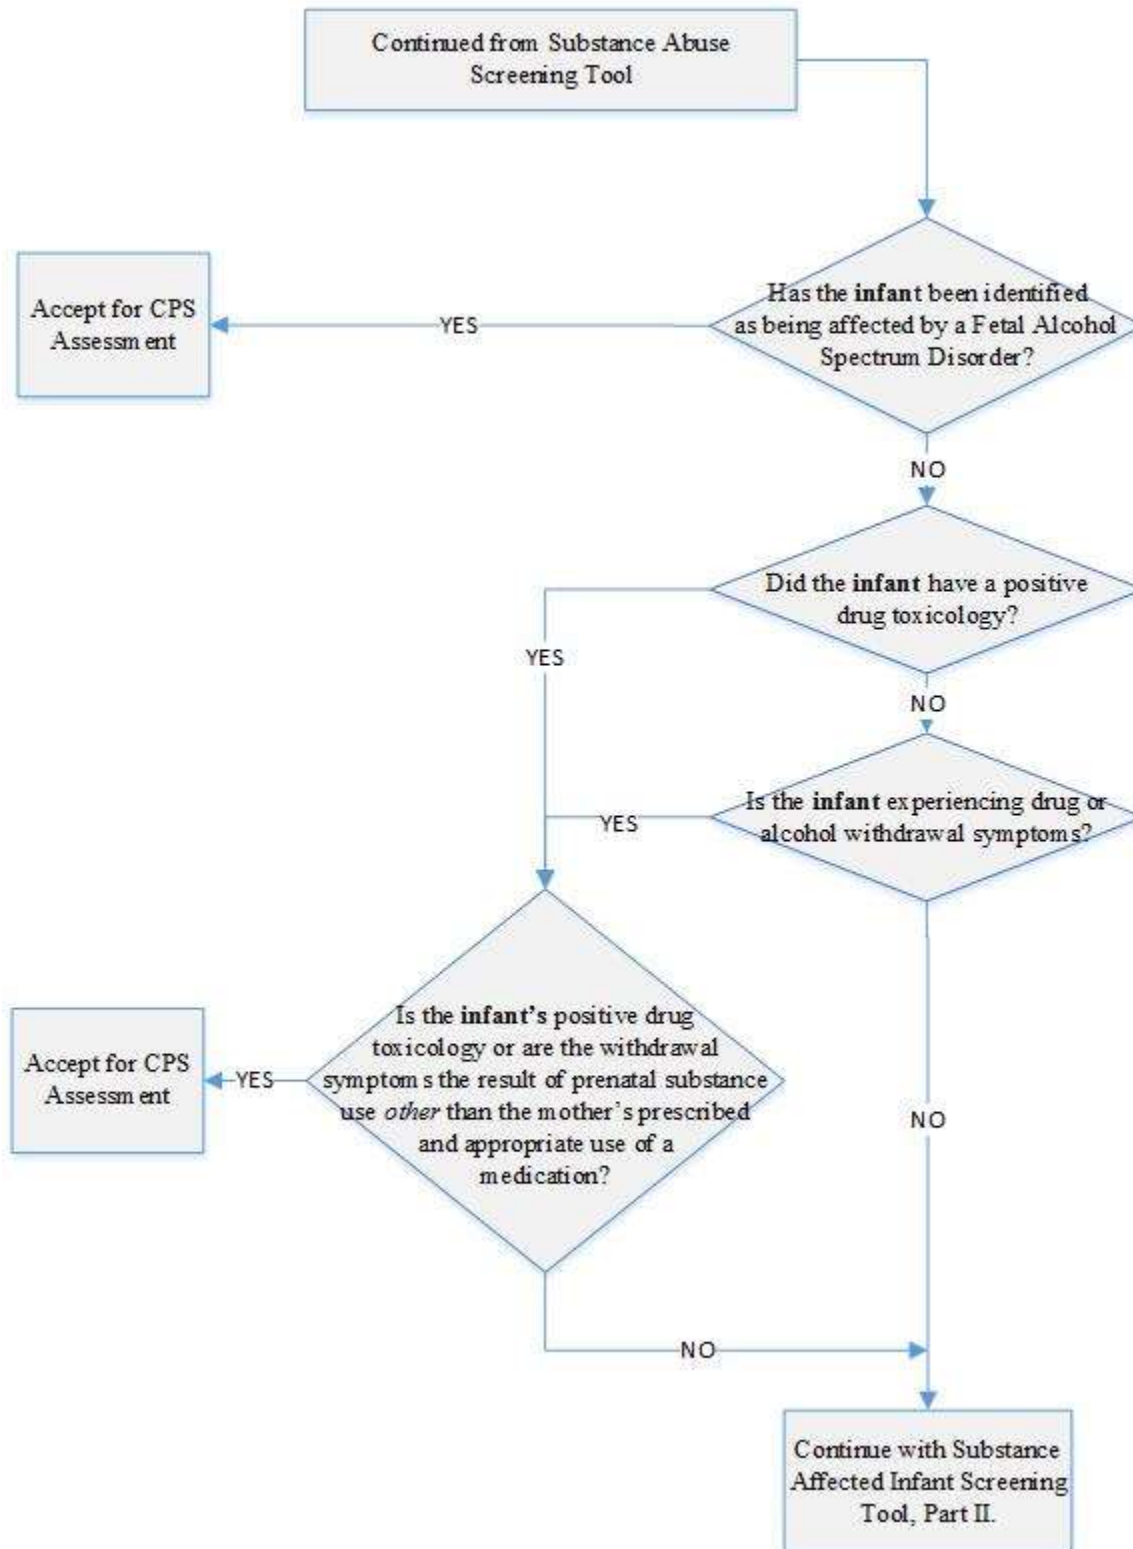 Continued from Substance Abuse
Screening Tool
Has the infant been identified
as being affected by a Fetal Alcohol
Spectrum Disorder?
YES
Accept for CPS
Assessment
NO
Did the infant have a positive
drug toxicology?
YES
NO
Is the infant experiencing drug or
alcohol withdrawal symptoms?
YES
Is the infant's positive drug
toxicology or are the withdrawal
symptoms the result of prenatal substance
use other than the mother's prescribed
and appropriate use of a
medication?
YES
Accept for CPS
Assessment
NO
NO
Continue with Substance
Affected Infant Screening
Tool, Part II.